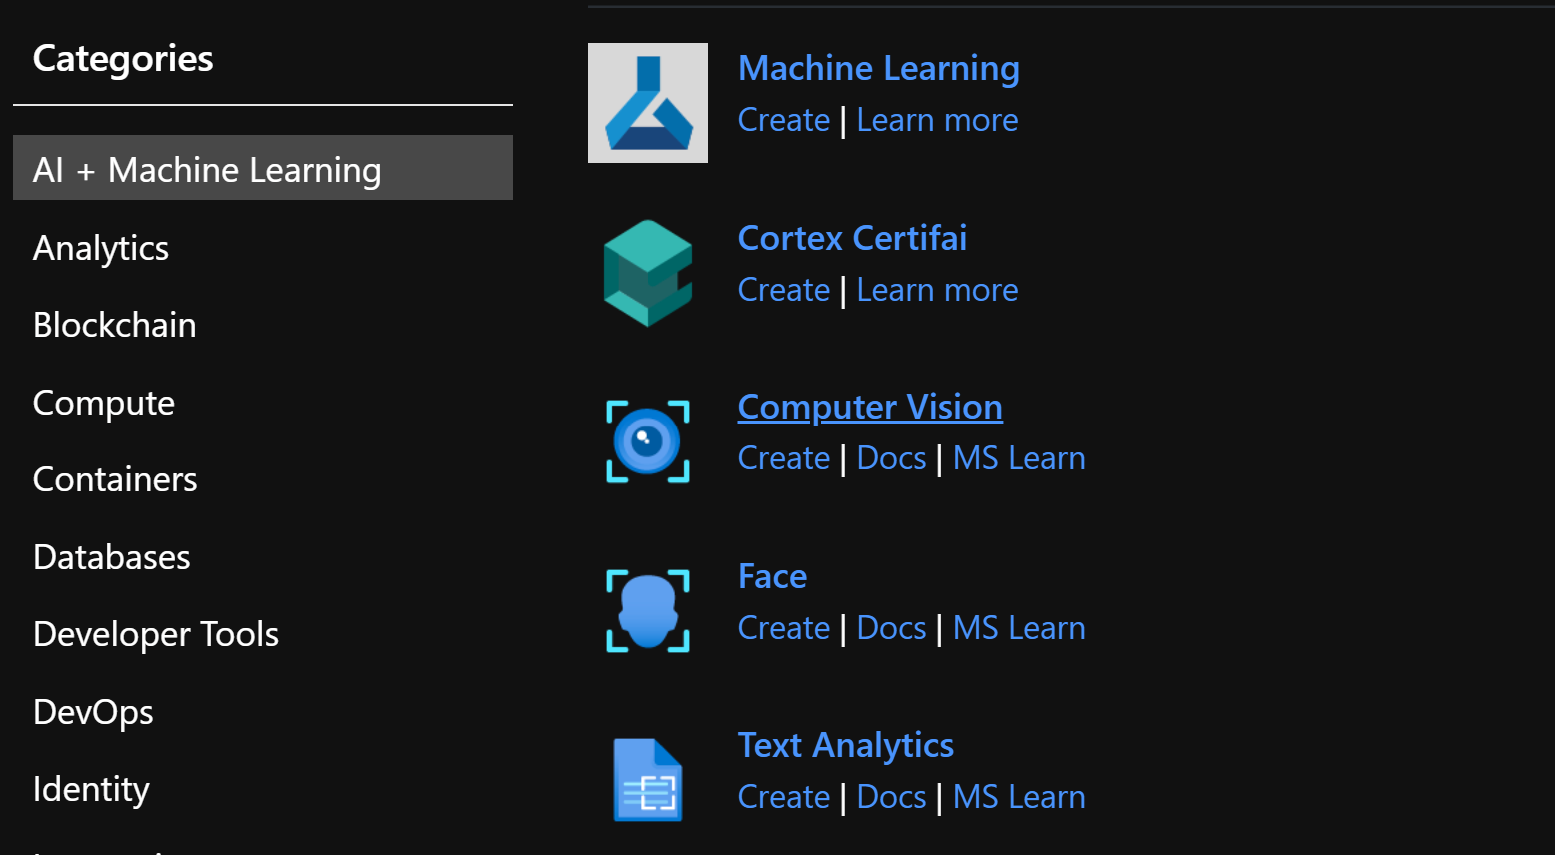 Categories
AI + Machine Learning
Analytics
Blockchain
Compute
Containers
Databases
Developer Tools
DevOps
Identity
Machine Learning
Create | Learn more
Cortex Certifai
Create | Learn more
Computer Vision
Create | Docs | MS Learn
Face
Create | Docs | MS Learn
Text Analytics
Create | Docs | MS Learn